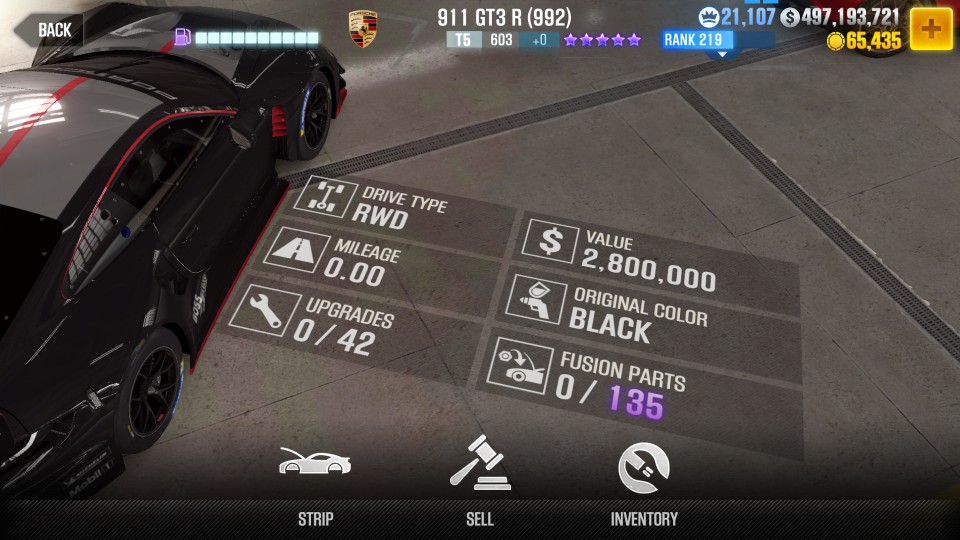 BACK
911 GT3 R (992)
T5 603 +0
RANK 219
21,107
$ 497,193,721
65,435
DRIVE TYPE
RWD
MILEAGE
0.00
UPGRADES
0 / 42
$ VALUE
2,800,000
ORIGINAL COLOR
BLACK
FUSION PARTS
0 / 135
STRIP
SELL
INVENTORY